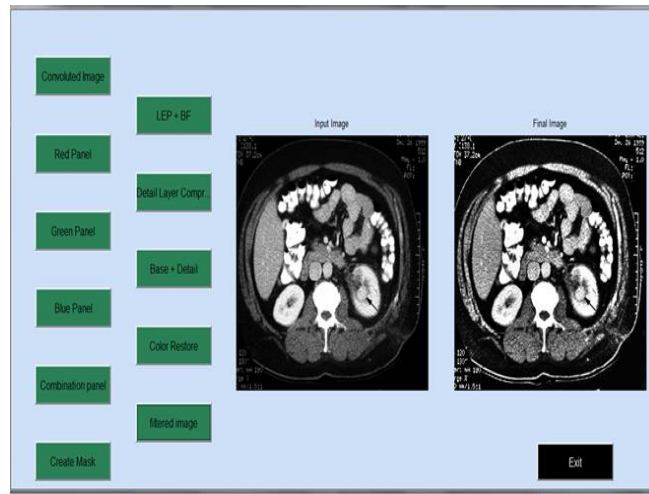 Convoluted Image
LEP + BF
Input Image
Final Image
Red Panel
Detail Layer Compr...
Green Panel
Base + Detail
Blue Panel
Color Restore
Combination panel
filtered image
Create Mask
Exit